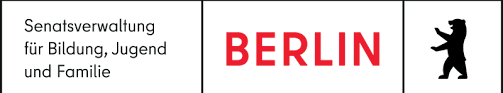 Senatsverwaltung
für Bildung, Jugend
und Familie
BERLIN